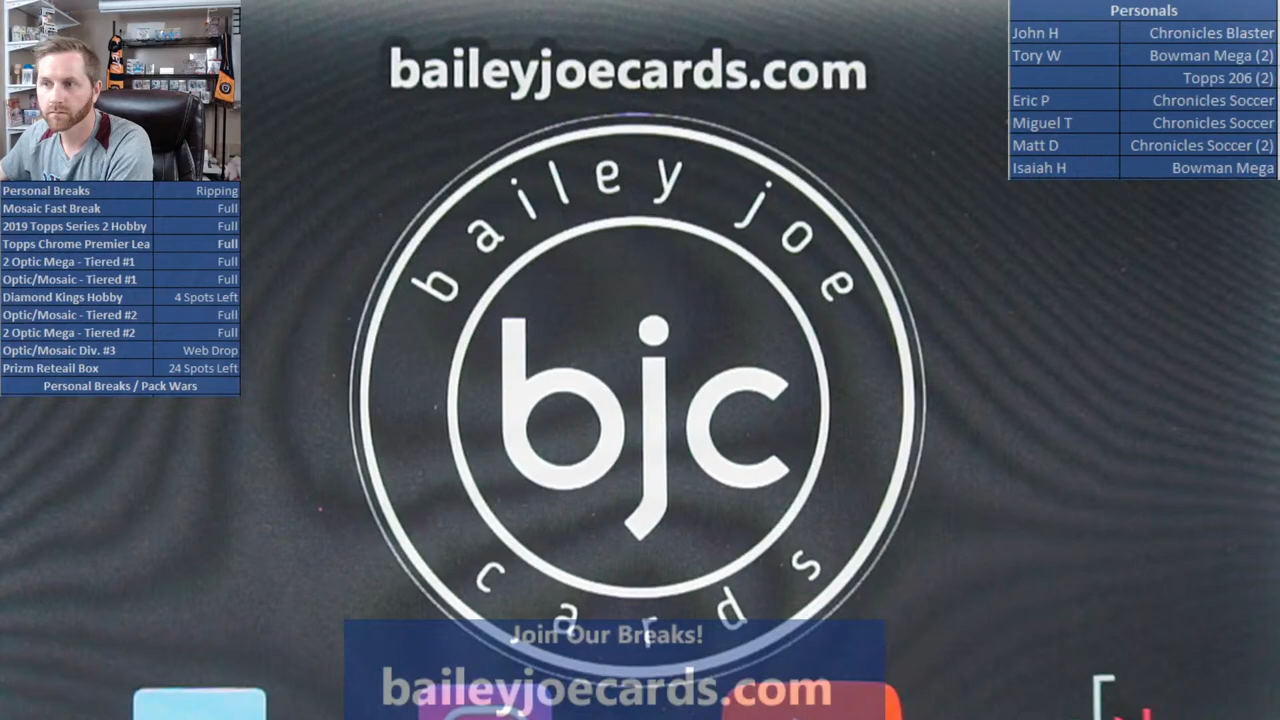 Personal Breaks Ripping
Mosaic Fast Break Full
2019 Topps Series 2 Hobby Full
Topps Chrome Premier Lea Full
2 Optic Mega - Tiered #1 Full
Optic/Mosaic - Tiered #1 Full
Diamond Kings Hobby 4 Spots Left
Optic/Mosaic - Tiered #2 Full
2 Optic Mega - Tiered #2 Full
Optic/Mosaic Div. #3 Web Drop
Prizm Reteail Box 24 Spots Left
Personal Breaks / Pack Wars
baileyjoecards.com
bailey joe
bjc
cards
Join Our Breaks!
baileyjoecards.com
Personals
John H Chronicles Blaster
Tory W Bowman Mega (2)
Topps 206 (2)
Eric P Chronicles Soccer
Miguel T Chronicles Soccer
Matt D Chronicles Soccer (2)
Isaiah H Bowman Mega